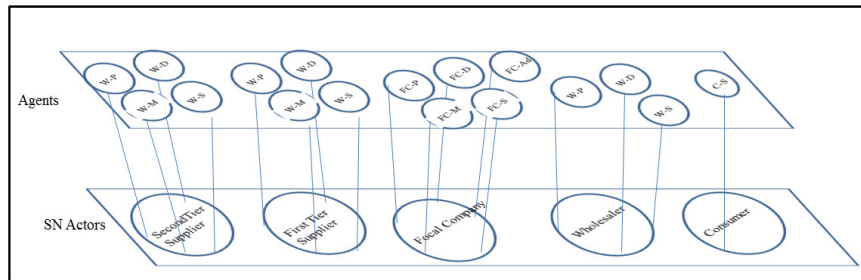 Agents
W-P
W-D
W-M
W-S
W-P
W-D
W-M
W-S
FC-P
FC-D
FC-Ad
FC-M
FC-S
W-P
W-D
W-S
C-S
SN Actors
SecondTier
Supplier
First Tier
Supplier
Focal Company
Wholesaler
Consumer